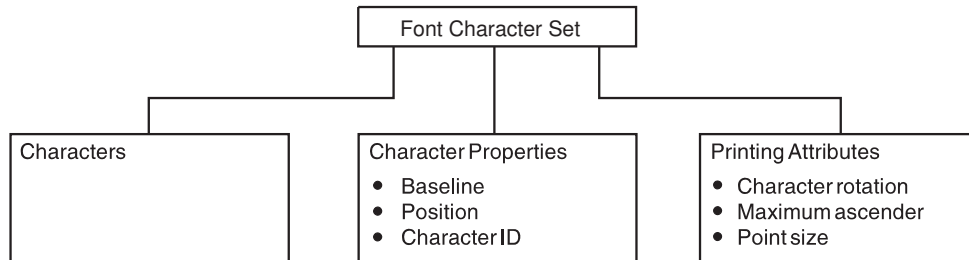 Font Character Set
Characters
Character Properties
• Baseline
• Position
• Character ID
Printing Attributes
• Character rotation
• Maximum ascender
• Point size